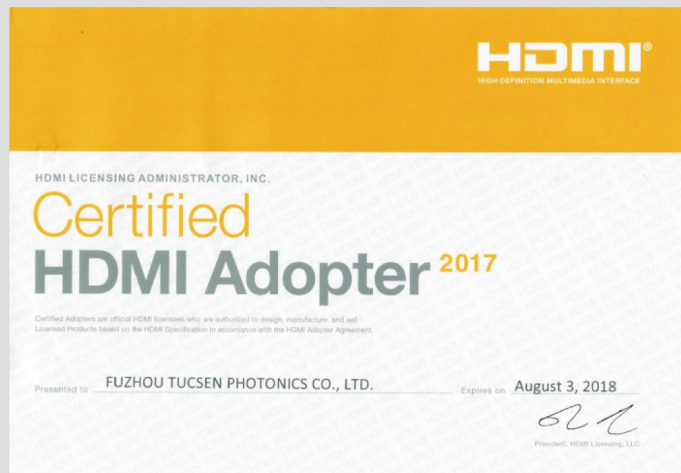 HDMI®
HIGH-DEFINITION MULTIMEDIA INTERFACE
HDMI LICENSING ADMINISTRATOR, INC.
Certified
HDMI Adopter 2017
Certified Adopters are official HDMI licensees who are authorized to design, manufacture, and sell
Licensed Products based on the HDMI Specification in accordance with the HDMI Adopter Agreement.
Presented to FUZHOU TUCSEN PHOTONICS CO., LTD. Expires on August 3, 2018
President, HDMI Licensing, LLC